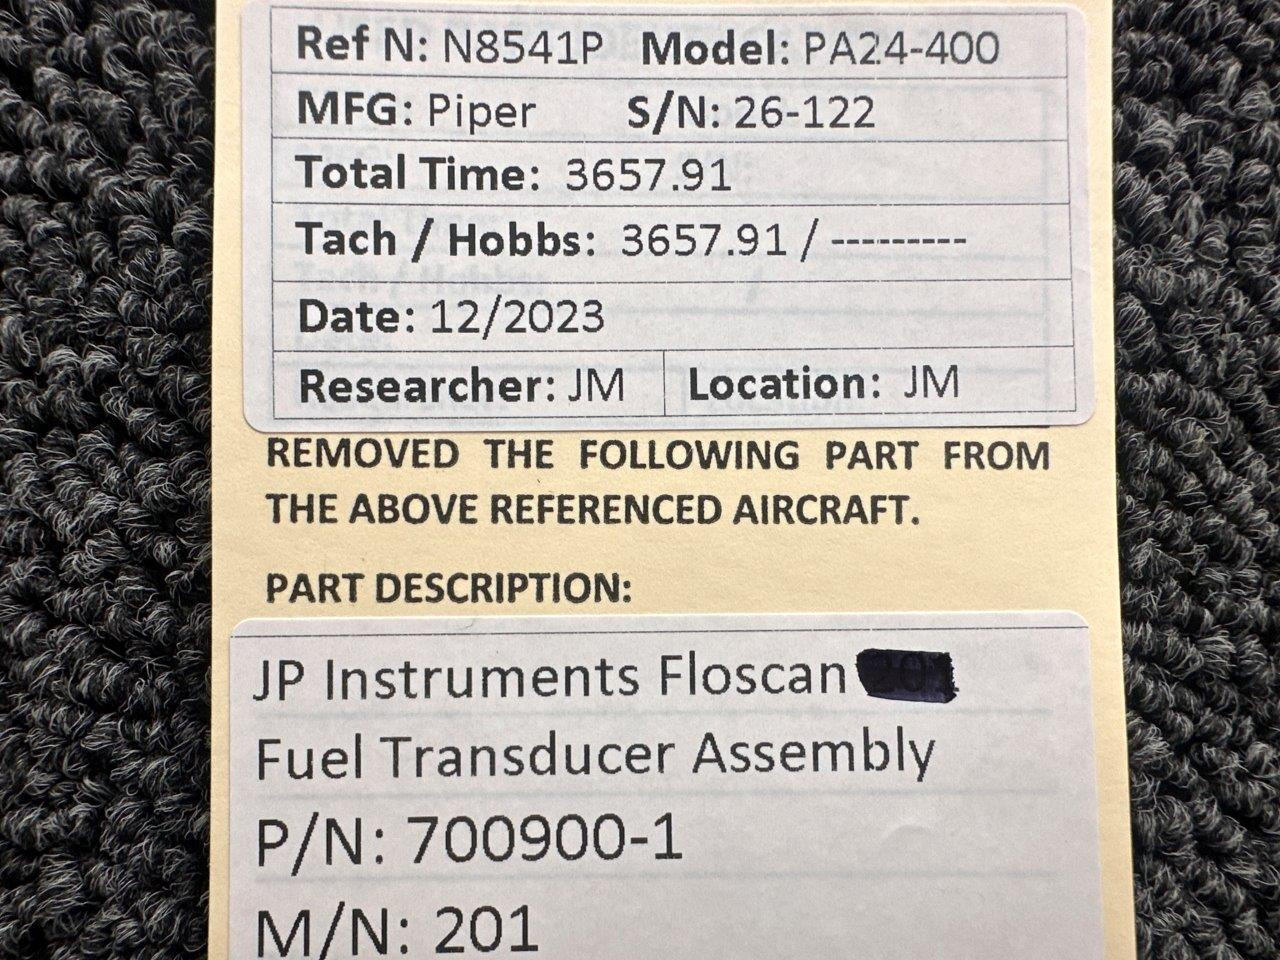 Ref N: N8541P Model: PA24-400
MFG: Piper S/N: 26-122
Total Time: 3657.91
Tach / Hobbs: 3657.91 / ---------
Date: 12/2023
Researcher: JM Location: JM
REMOVED THE FOLLOWING PART FROM
THE ABOVE REFERENCED AIRCRAFT.
PART DESCRIPTION:
JP Instruments Floscan
Fuel Transducer Assembly
P/N: 700900-1
M/N: 201